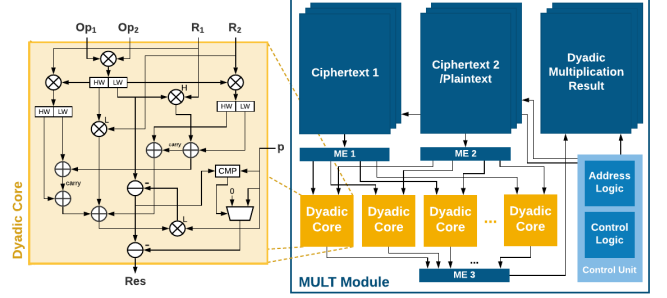 Op1 Op2 R1 R2
HW LW
H
HW LW
HW LW
L
carry
p
carry
CMP
-
0
L
-
Res
Dyadic Core
Ciphertext 1
Ciphertext 2
/Plaintext
Dyadic
Multiplication
Result
ME 1
ME 2
Dyadic
Core
Dyadic
Core
Dyadic
Core
...
Dyadic
Core
...
ME 3
MULT Module
Address
Logic
Control
Logic
Control Unit